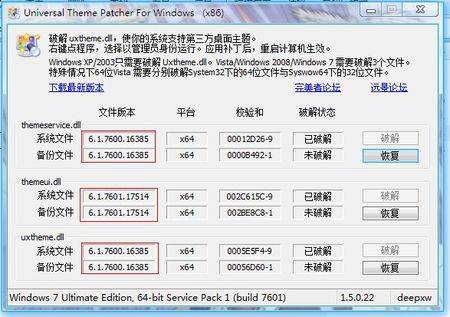 Universal Theme Patcher For Windows (x86)
破解 uxtheme.dll，使你的系统支持第三方桌面主题。
右键点程序，选择以管理员身份运行。应用补丁后，重启计算机生效。
Windows XP/2003只需要破解 Uxtheme.dll。Vista/Windows 2008/Windows 7 需要破解3个文件。
特殊情况下64位Vista 需要分别破解System32下的64位文件与Syswow64下的32位文件。
下载最新版本 完美者论坛 远景论坛
文件版本 平台 校验和 破解状态
themeservice.dll
系统文件 6.1.7600.16385 x64 00012D26-9 已破解 破解
备份文件 6.1.7600.16385 x64 0000B492-1 未破解 恢复
themeui.dll
系统文件 6.1.7601.17514 x64 002C615C-9 已破解 破解
备份文件 6.1.7601.17514 x64 002BE8C8-1 未破解 恢复
uxtheme.dll
系统文件 6.1.7600.16385 x64 0005E5F4-9 已破解 破解
备份文件 6.1.7600.16385 x64 00056D60-1 未破解 恢复
Windows 7 Ultimate Edition, 64-bit Service Pack 1 (build 7601) 1.5.0.22 deepxw